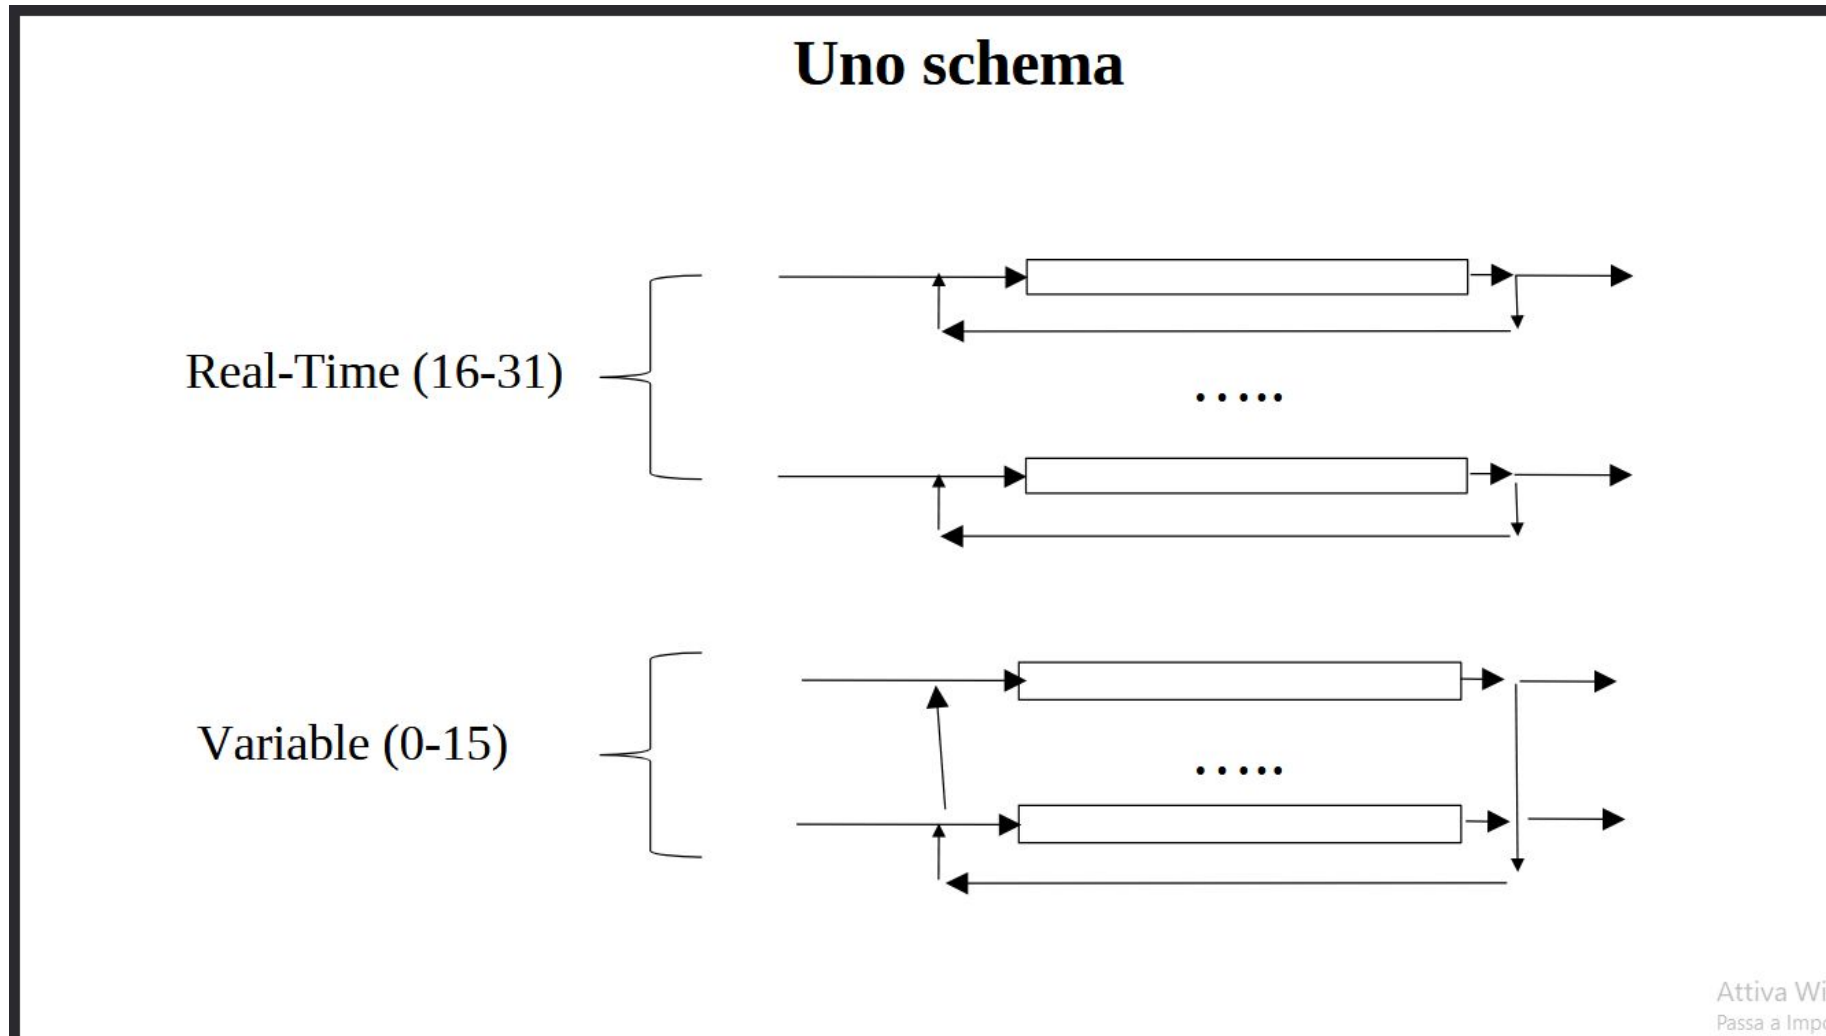 Uno schema
Real-Time (16-31)
…..
Variable (0-15)
…..
Attiva Wi
Passa a Impo